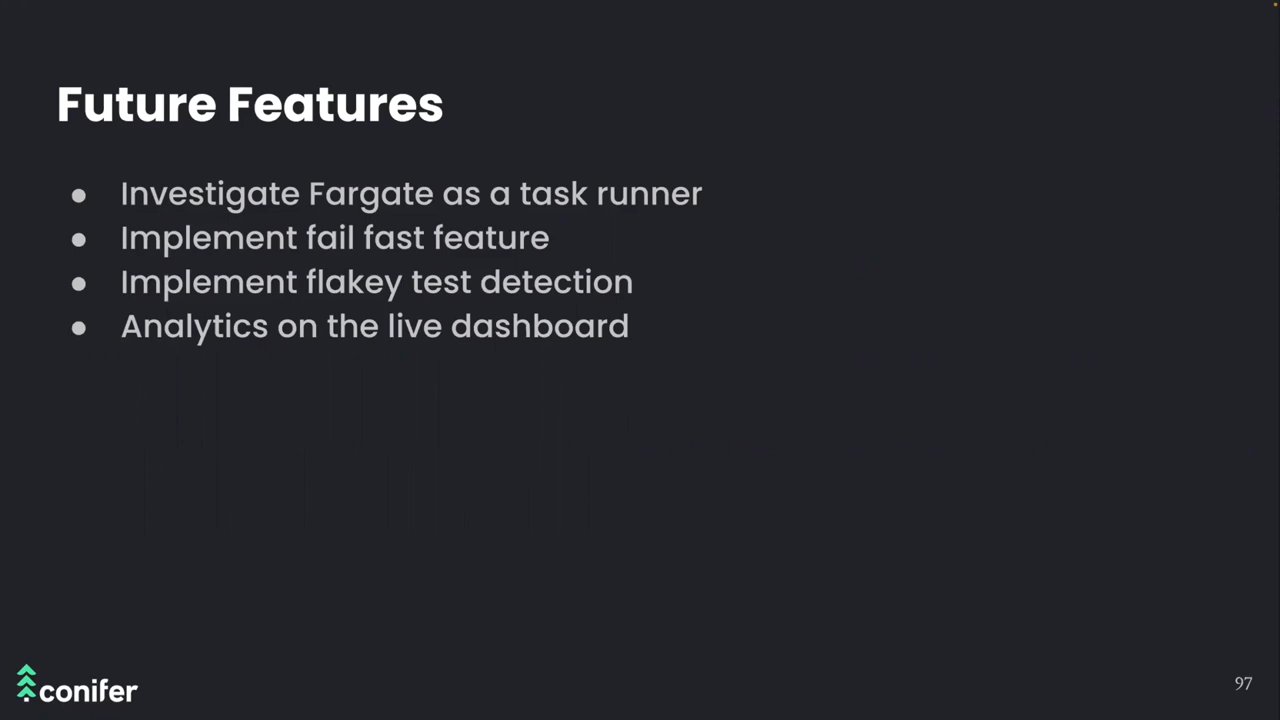 Future Features
● Investigate Fargate as a task runner
● Implement fail fast feature
● Implement flakey test detection
● Analytics on the live dashboard
conifer
97